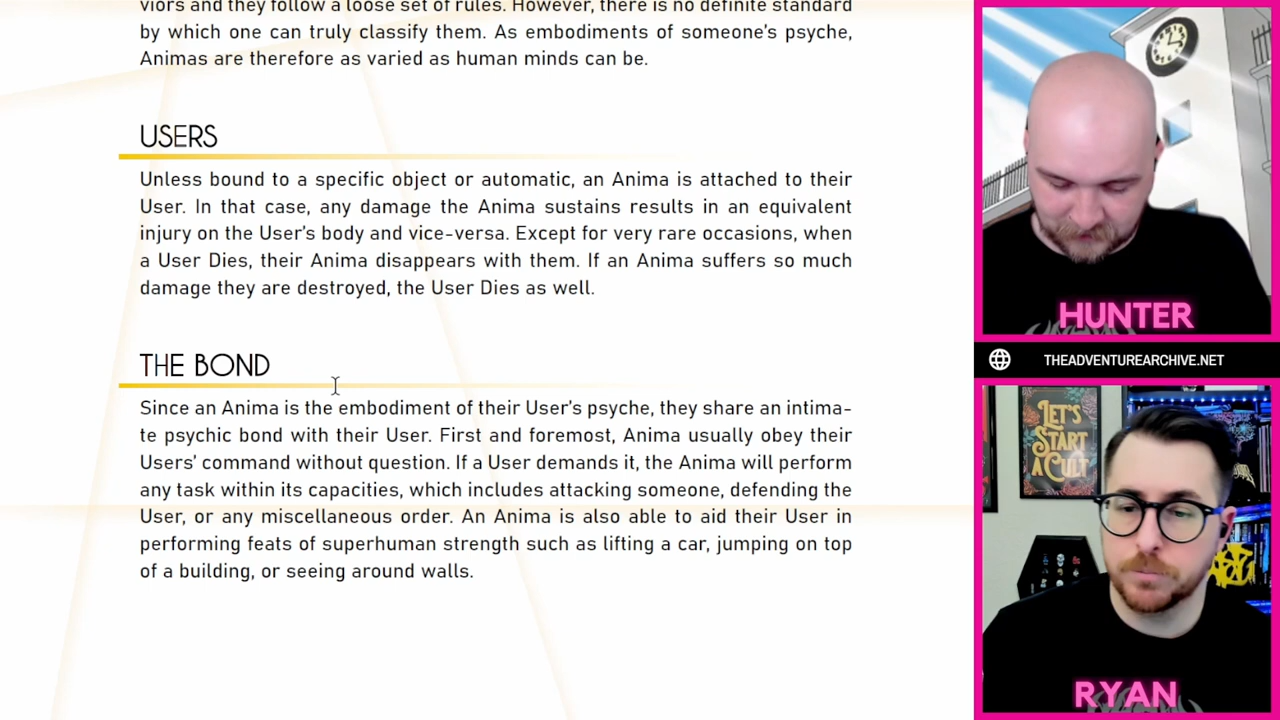 viors and they follow a loose set of rules. However, there is no definite standard
by which one can truly classify them. As embodiments of someone's psyche,
Animas are therefore as varied as human minds can be.
USERS
Unless bound to a specific object or automatic, an Anima is attached to their
User. In that case, any damage the Anima sustains results in an equivalent
injury on the User's body and vice-versa. Except for very rare occasions, when
a User Dies, their Anima disappears with them. If an Anima suffers so much
damage they are destroyed, the User Dies as well.
THE BOND
Since an Anima is the embodiment of their User's psyche, they share an intima-
te psychic bond with their User. First and foremost, Anima usually obey their
Users' command without question. If a User demands it, the Anima will perform
any task within its capacities, which includes attacking someone, defending the
User, or any miscellaneous order. An Anima is also able to aid their User in
performing feats of superhuman strength such as lifting a car, jumping on top
of a building, or seeing around walls.
HUNTER
THEADVENTUREARCHIVE.NET
LET'S
START
A CULT
RYAN